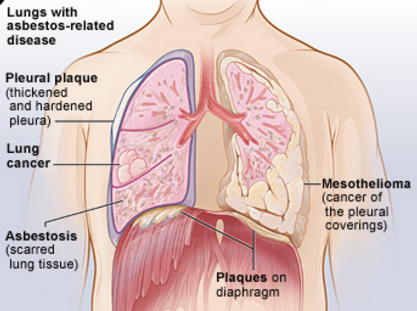 Lungs with
asbestos-related
disease
Pleural plaque
(thickened
and hardened
pleura)
Lung
cancer
Asbestosis
(scarred
lung tissue)
Mesothelioma
(cancer of
the pleural
coverings)
Plaques on
diaphragm